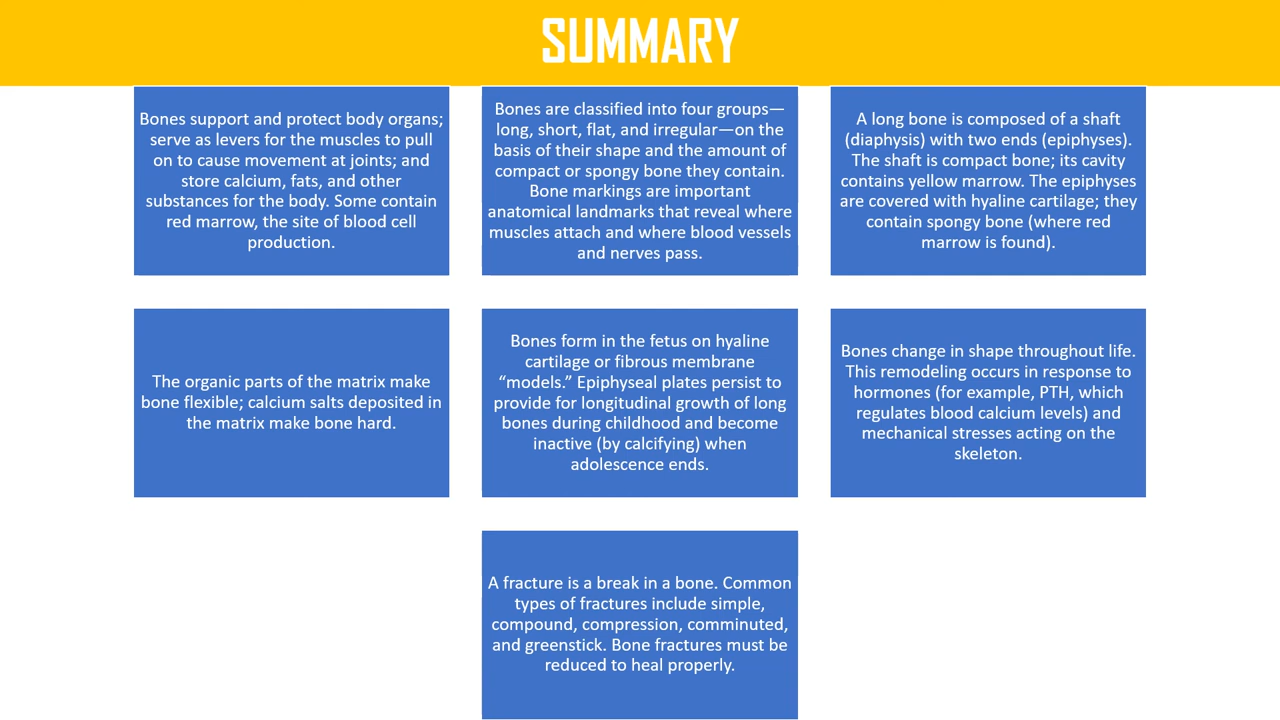 SUMMARY
Bones support and protect body organs;
serve as levers for the muscles to pull
on to cause movement at joints; and
store calcium, fats, and other
substances for the body. Some contain
red marrow, the site of blood cell
production.
Bones are classified into four groups—
long, short, flat, and irregular—on the
basis of their shape and the amount of
compact or spongy bone they contain.
Bone markings are important
anatomical landmarks that reveal where
muscles attach and where blood vessels
and nerves pass.
A long bone is composed of a shaft
(diaphysis) with two ends (epiphyses).
The shaft is compact bone; its cavity
contains yellow marrow. The epiphyses
are covered with hyaline cartilage; they
contain spongy bone (where red
marrow is found).
The organic parts of the matrix make
bone flexible; calcium salts deposited in
the matrix make bone hard.
Bones form in the fetus on hyaline
cartilage or fibrous membrane
“models.” Epiphyseal plates persist to
provide for longitudinal growth of long
bones during childhood and become
inactive (by calcifying) when
adolescence ends.
Bones change in shape throughout life.
This remodeling occurs in response to
hormones (for example, PTH, which
regulates blood calcium levels) and
mechanical stresses acting on the
skeleton.
A fracture is a break in a bone. Common
types of fractures include simple,
compound, compression, comminuted,
and greenstick. Bone fractures must be
reduced to heal properly.